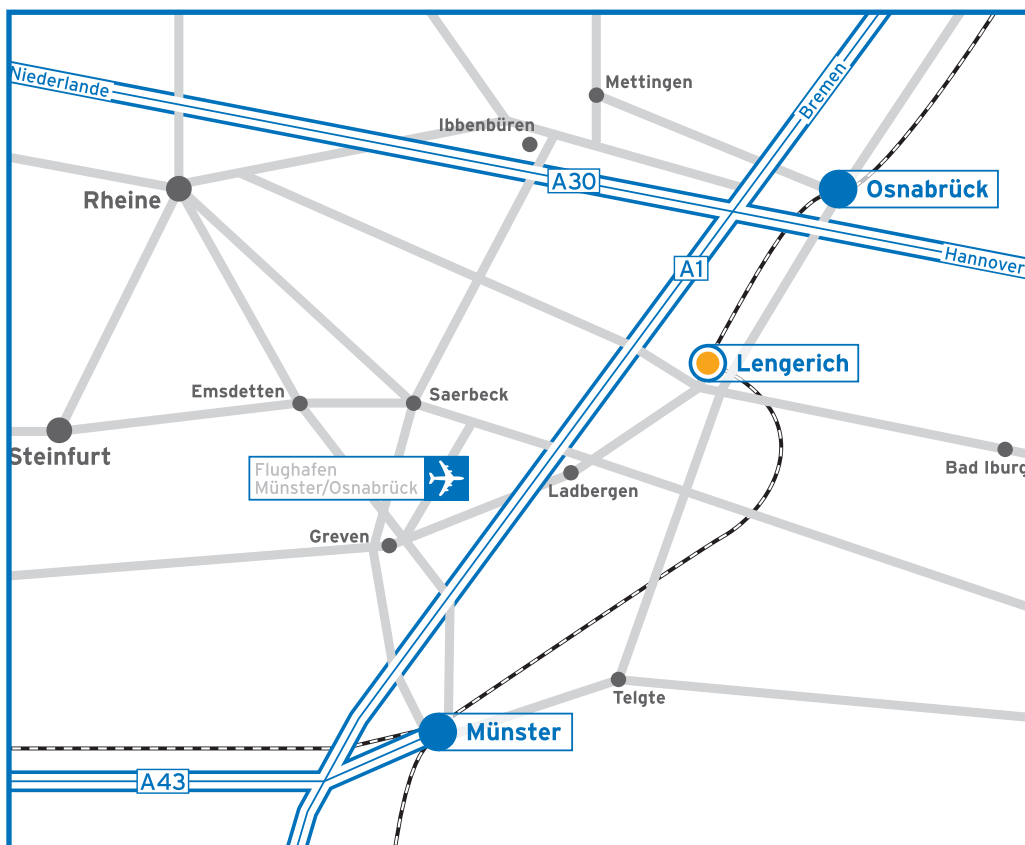 Niederlande
Mettingen
Bremen
Ibbenbüren
A30
Rheine
Osnabrück
Hannover
A1
Lengerich
Emsdetten
Saerbeck
Steinfurt
Bad Iburg
Flughafen
Münster/Osnabrück
Ladbergen
Greven
Telgte
Münster
A43